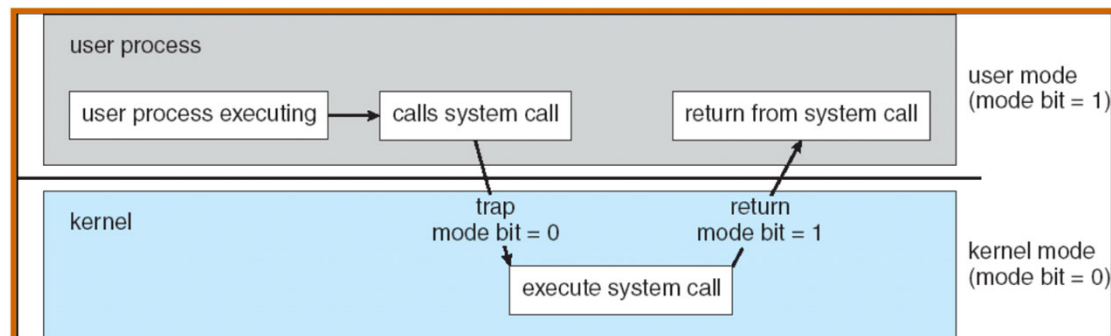 user process
user process executing
calls system call
return from system call
user mode
(mode bit = 1)
kernel
trap
mode bit = 0
return
mode bit = 1
execute system call
kernel mode
(mode bit = 0)